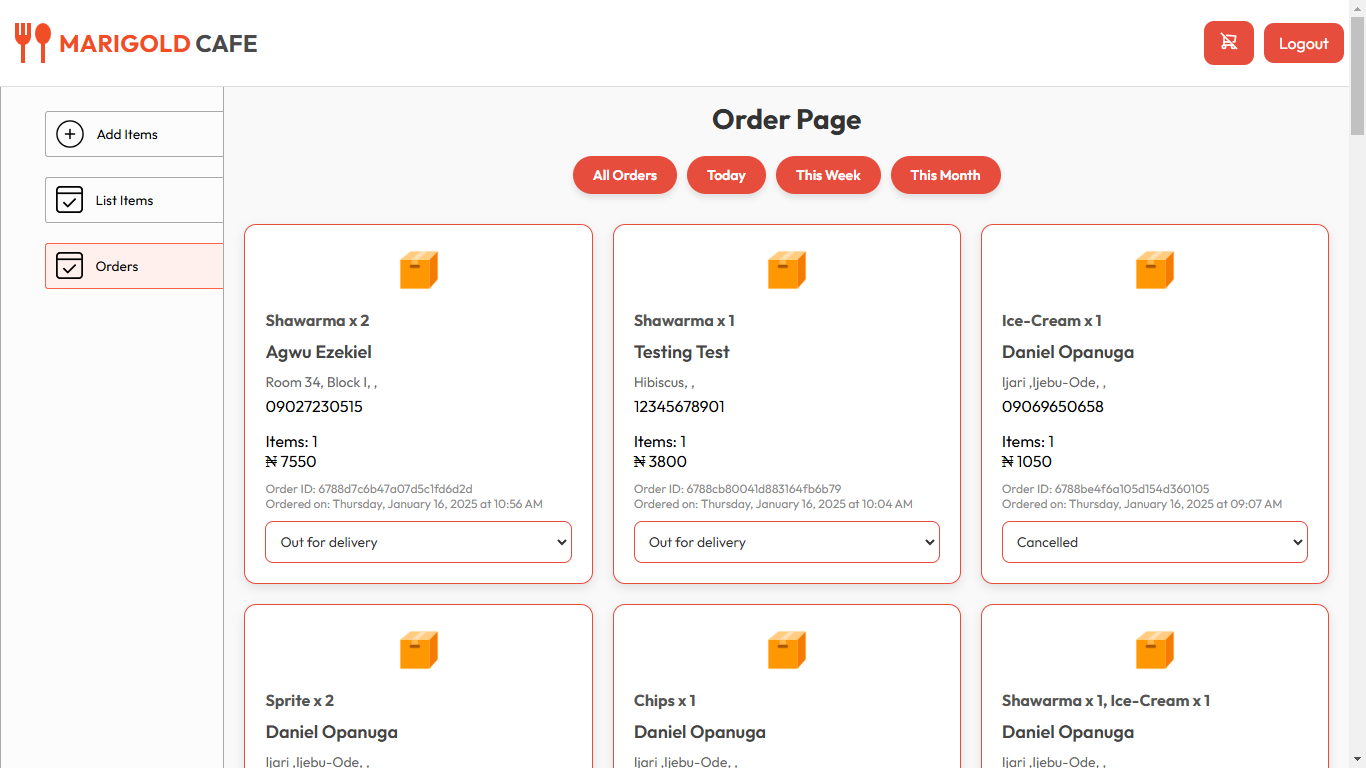 MARIGOLD CAFE
Logout
Add Items
List Items
Orders
Order Page
All Orders
Today
This Week
This Month
Shawarma x 2
Agwu Ezekiel
Room 34, Block I, ,
09027230515
Items: 1
₦ 7550
Order ID: 6788d7c6b47a07d5c1fd6d2d
Ordered on: Thursday, January 16, 2025 at 10:56 AM
Out for delivery
Shawarma x 1
Testing Test
Hibiscus, ,
12345678901
Items: 1
₦ 3800
Order ID: 6788cb80041d883164fb6b79
Ordered on: Thursday, January 16, 2025 at 10:04 AM
Out for delivery
Ice-Cream x 1
Daniel Opanuga
Ijari ,Ijebu-Ode, ,
09069650658
Items: 1
₦ 1050
Order ID: 6788be4f6a105d154d360105
Ordered on: Thursday, January 16, 2025 at 09:07 AM
Cancelled
Sprite x 2
Daniel Opanuga
Ijari ,Ijebu-Ode, ,
Chips x 1
Daniel Opanuga
Ijari ,Ijebu-Ode, ,
Shawarma x 1, Ice-Cream x 1
Daniel Opanuga
Ijari ,Ijebu-Ode, ,